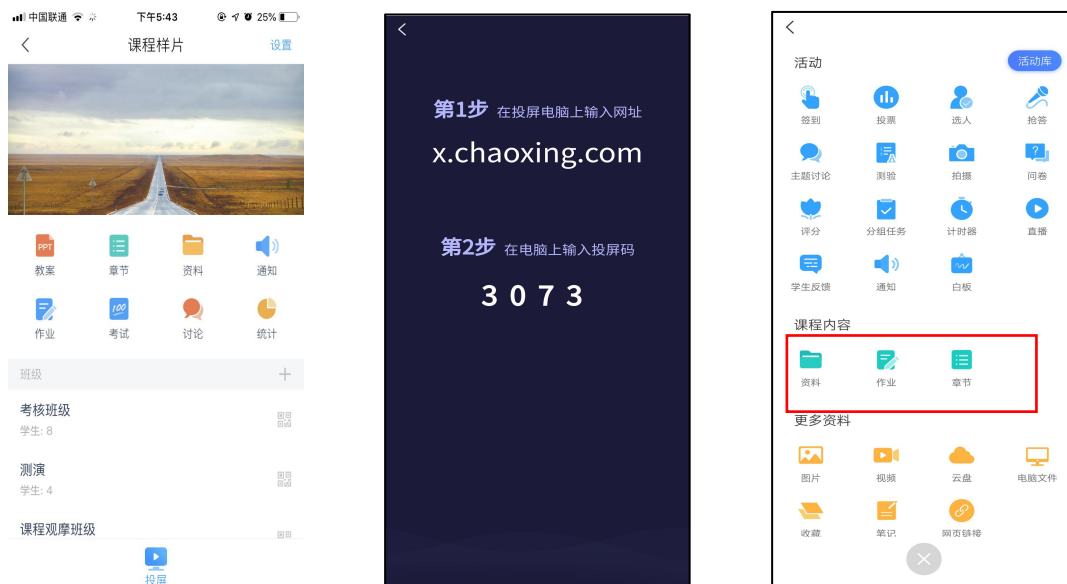 中国联通
下午5:43
25%
课程样片
设置
PPT
教案
章节
资料
通知
100
作业
考试
讨论
统计
班级
考核班级
学生: 8
测演
学生: 4
课程观摩班级
投屏
第1步 在投屏电脑上输入网址
x.chaoxing.com
第2步 在电脑上输入投屏码
3073
活动
活动库
签到
投票
选人
抢答
主题讨论
测验
拍摄
问卷
评分
分组任务
计时器
直播
学生反馈
通知
白板
课程内容
资料
作业
章节
更多资料
图片
视频
云盘
电脑文件
收藏
笔记
网页链接